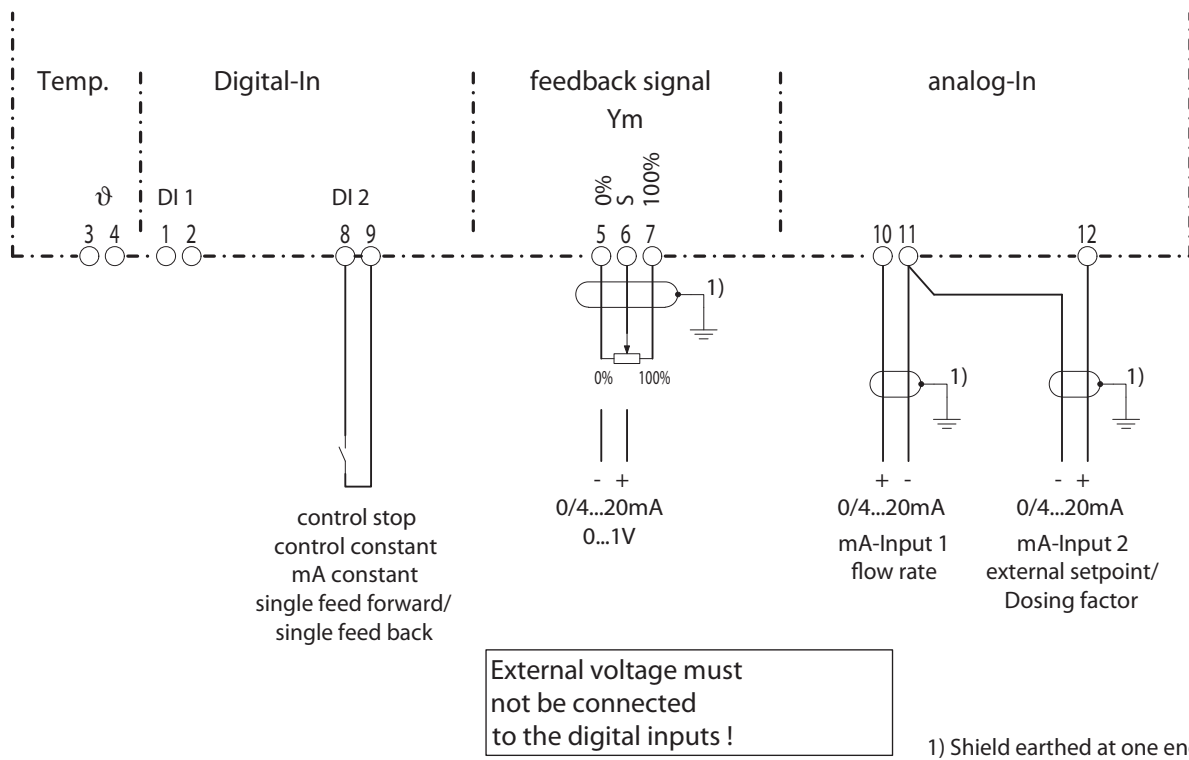 Temp. Digital-In feedback signal analog-In
Ym
0% S 100%
ϑ DI 1 DI 2
3 4 1 2 8 9 5 6 7 10 11 12
1)
0% 100%
1) 1)
- + + - - +
0/4...20mA 0/4...20mA 0/4...20mA
0...1V
control stop
control constant
mA constant
single feed forward/
single feed back
mA-Input 1
flow rate
mA-Input 2
external setpoint/
Dosing factor
External voltage must
not be connected
to the digital inputs !
1) Shield earthed at one en